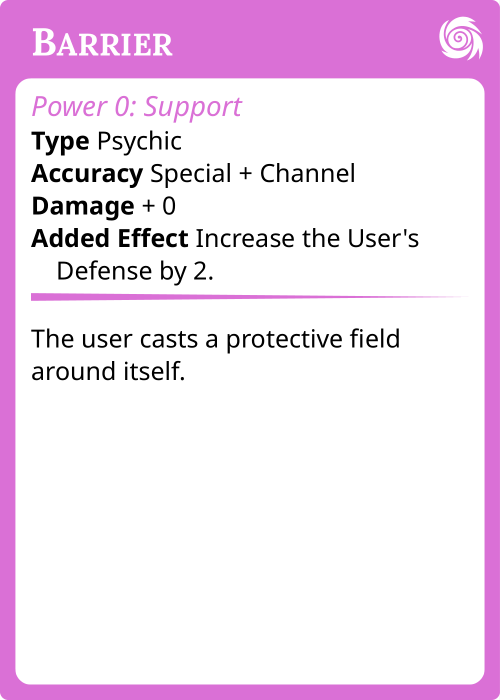 Barrier
Power 0: Support
Type Psychic
Accuracy Special + Channel
Damage + 0
Added Effect Increase the User's
Defense by 2.
The user casts a protective field
around itself.